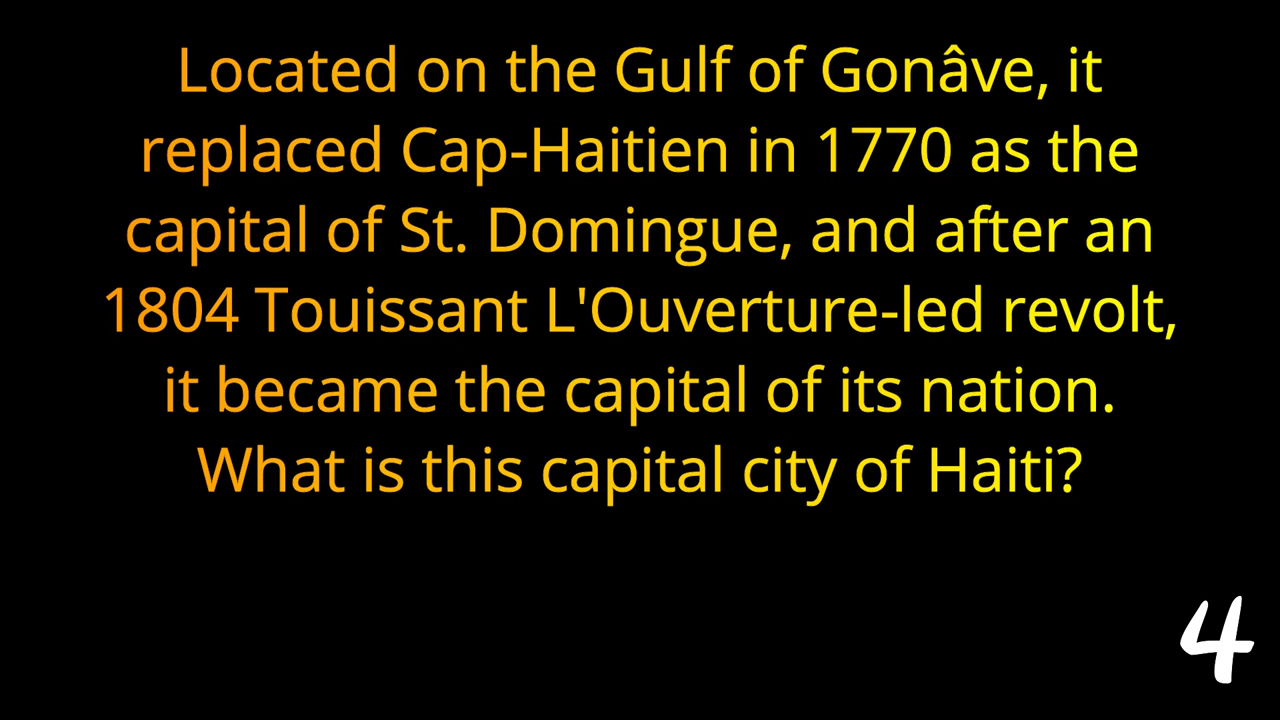 Located on the Gulf of Gonâve, it
replaced Cap-Haitien in 1770 as the
capital of St. Domingue, and after an
1804 Touissant L'Ouverture-led revolt,
it became the capital of its nation.
What is this capital city of Haiti?
4